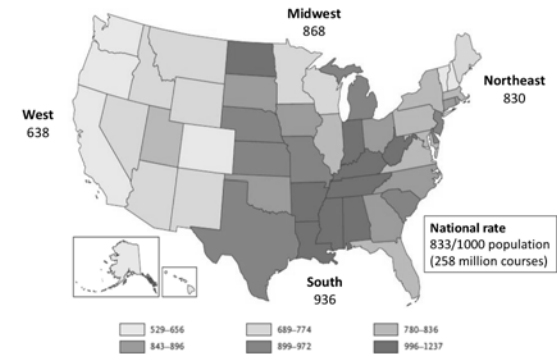 Midwest
868
Northeast
830
West
638
National rate
833/1000 population
(258 million courses)
South
936
529–656
689–774
780–836
843–896
899–972
996–1237